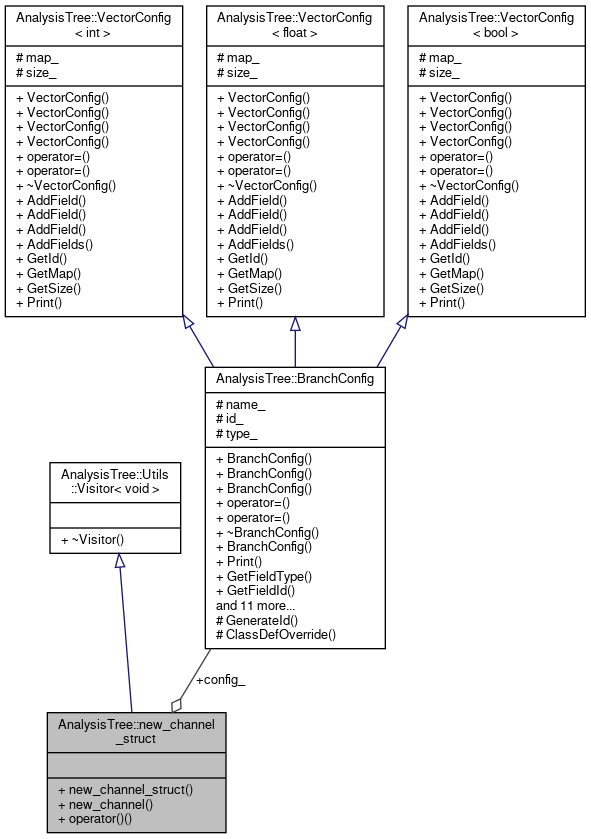 AnalysisTree::VectorConfig
< int >
# map_
# size_
+ VectorConfig()
+ VectorConfig()
+ VectorConfig()
+ VectorConfig()
+ operator=()
+ operator=()
+ ~VectorConfig()
+ AddField()
+ AddField()
+ AddField()
+ AddFields()
+ GetId()
+ GetMap()
+ GetSize()
+ Print()
AnalysisTree::VectorConfig
< float >
# map_
# size_
+ VectorConfig()
+ VectorConfig()
+ VectorConfig()
+ VectorConfig()
+ operator=()
+ operator=()
+ ~VectorConfig()
+ AddField()
+ AddField()
+ AddField()
+ AddFields()
+ GetId()
+ GetMap()
+ GetSize()
+ Print()
AnalysisTree::VectorConfig
< bool >
# map_
# size_
+ VectorConfig()
+ VectorConfig()
+ VectorConfig()
+ VectorConfig()
+ operator=()
+ operator=()
+ ~VectorConfig()
+ AddField()
+ AddField()
+ AddField()
+ AddFields()
+ GetId()
+ GetMap()
+ GetSize()
+ Print()
AnalysisTree::BranchConfig
# name_
# id_
# type_
+ BranchConfig()
+ BranchConfig()
+ BranchConfig()
+ operator=()
+ operator=()
+ ~BranchConfig()
+ BranchConfig()
+ Print()
+ GetFieldType()
+ GetFieldId()
and 11 more...
# GenerateId()
# ClassDefOverride()
AnalysisTree::Utils
::Visitor< void >
+ ~Visitor()
+config_
AnalysisTree::new_channel
_struct
+ new_channel_struct()
+ new_channel()
+ operator()()